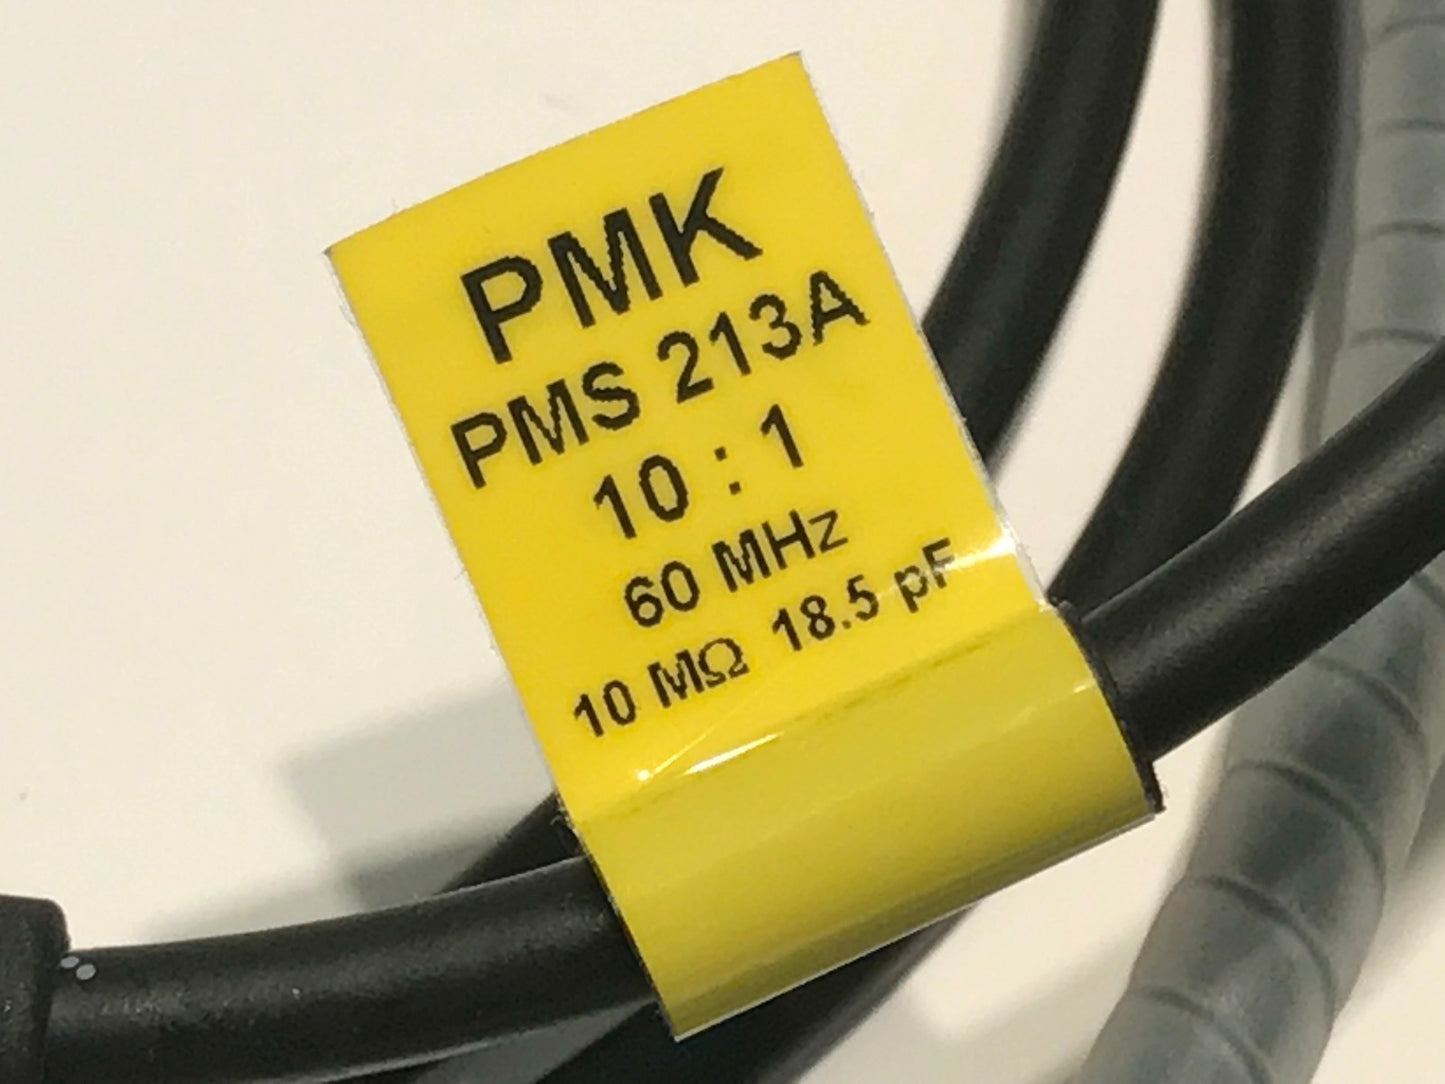 PMK
PMS 213A
10 : 1
60 MHz
10 MΩ 18.5 pF